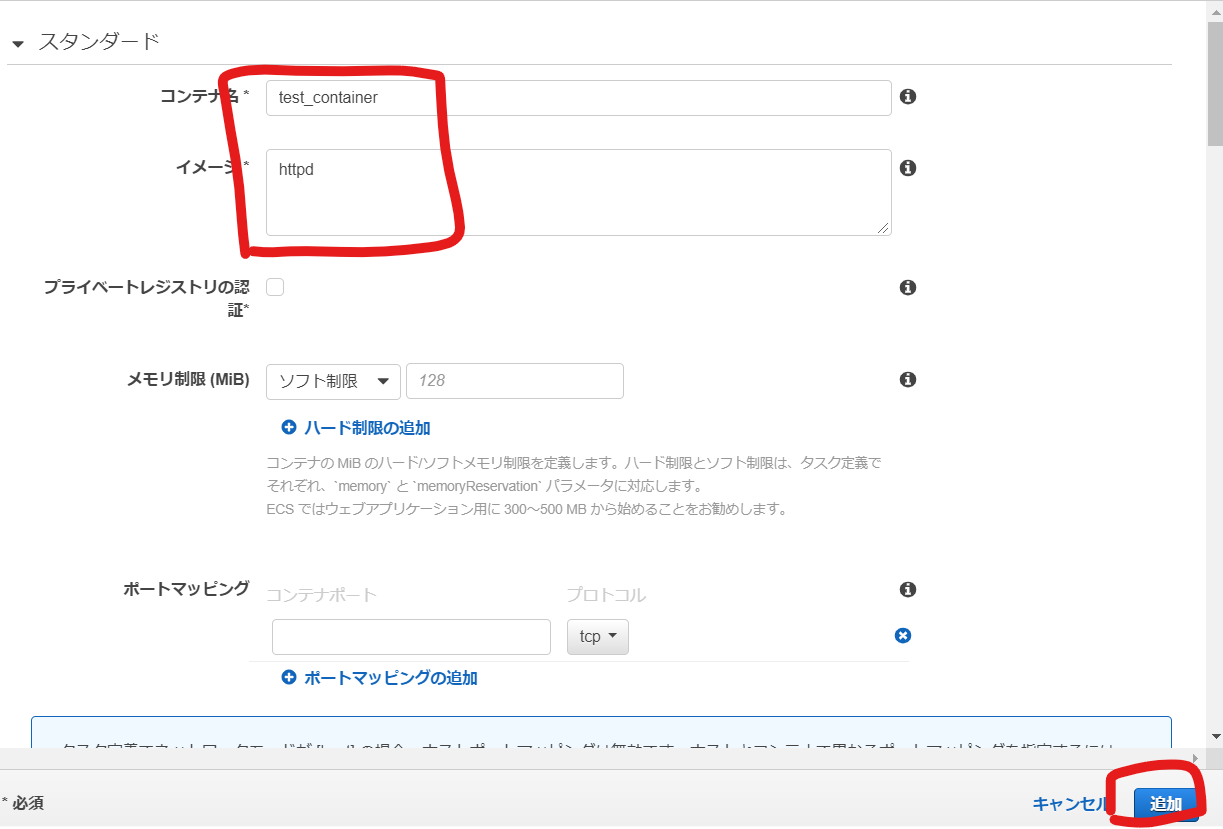 スタンダード
コンテナ名 *
test_container
イメージ *
httpd
プライベートレジストリの認
証*
メモリ制限 (MiB)
ソフト制限
128
ハード制限の追加
コンテナの MiB のハード/ソフトメモリ制限を定義します。ハード制限とソフト制限は、タスク定義で
それぞれ、`memory` と `memoryReservation` パラメータに対応します。
ECS ではウェブアプリケーション用に 300～500 MB から始めることをお勧めします。
ポートマッピング
コンテナポート
プロトコル
tcp
ポートマッピングの追加
* 必須
キャンセル
追加